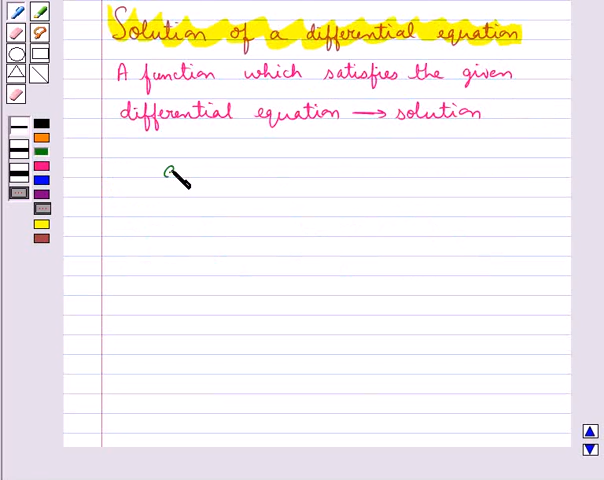 Solution of a differential equation
A function which satisfies the given
differential equation → solution